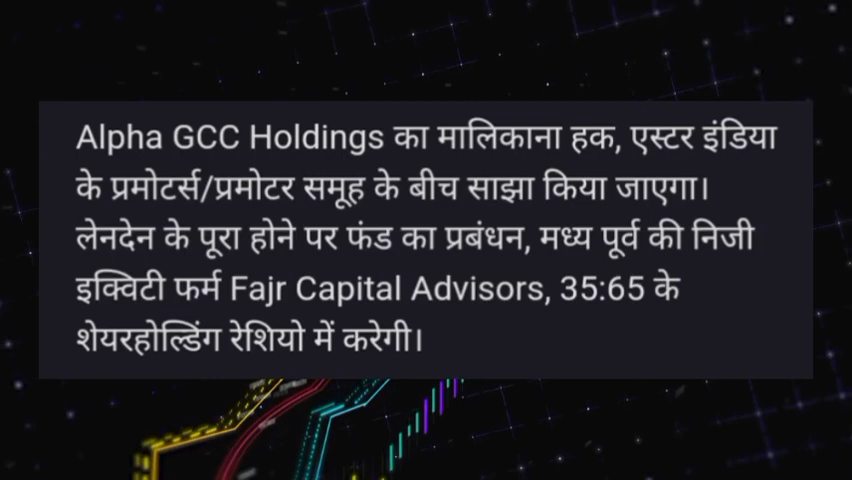 Alpha GCC Holdings का मालिकाना हक, एस्टर इंडिया
के प्रमोटर्स/प्रमोटर समूह के बीच साझा किया जाएगा।
लेनदेन के पूरा होने पर फंड का प्रबंधन, मध्य पूर्व की निजी
इक्विटी फर्म Fajr Capital Advisors, 35:65 के
शेयरहोल्डिंग रेशियो में करेगी।